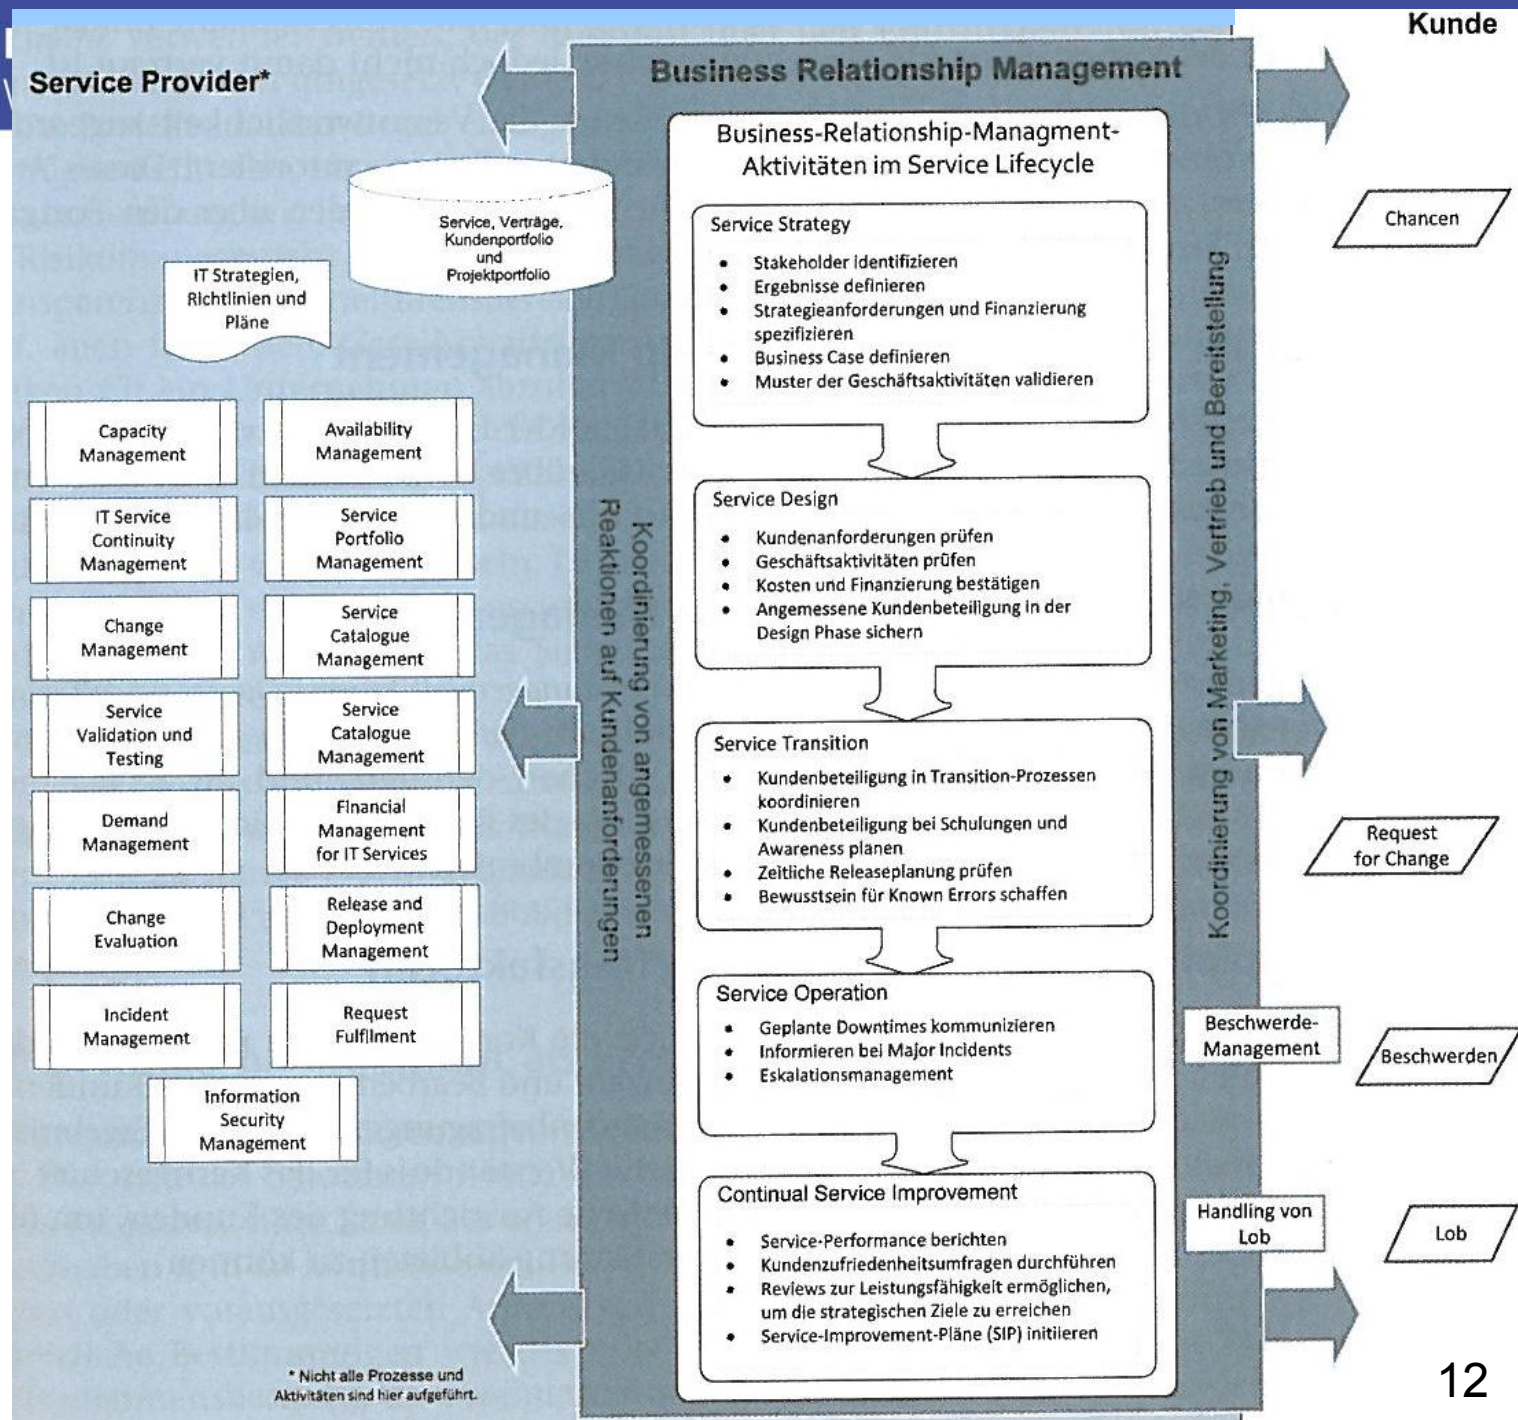 Kunde
Service Provider*
Business Relationship Management
Business-Relationship-Managment-
Aktivitäten im Service Lifecycle
Service, Verträge,
Kundenportfolio
und
Projektportfolio
IT Strategien,
Richtlinien und
Pläne
Capacity
Management
Availability
Management
IT Service
Continuity
Management
Service
Portfolio
Management
Change
Management
Service
Catalogue
Management
Service
Validation und
Testing
Service
Catalogue
Management
Demand
Management
Financial
Management
for IT Services
Change
Evaluation
Release and
Deployment
Management
Incident
Management
Request
Fulfilment
Information
Security
Management
* Nicht alle Prozesse und
Aktivitäten sind hier aufgeführt.
Koordinierung von angemessenen
Reaktionen auf Kundenanforderungen
Service Strategy
• Stakeholder identifizieren
• Ergebnisse definieren
• Strategieanforderungen und Finanzierung
spezifizieren
• Business Case definieren
• Muster der Geschäftsaktivitäten validieren
Service Design
• Kundenanforderungen prüfen
• Geschäftsaktivitäten prüfen
• Kosten und Finanzierung bestätigen
• Angemessene Kundenbeteiligung in der
Design Phase sichern
Service Transition
• Kundenbeteiligung in Transition-Prozessen
koordinieren
• Kundenbeteiligung bei Schulungen und
Awareness planen
• Zeitliche Releaseplanung prüfen
• Bewusstsein für Known Errors schaffen
Service Operation
• Geplante Downtimes kommunizieren
• Informieren bei Major Incidents
• Eskalationsmanagement
Continual Service Improvement
• Service-Performance berichten
• Kundenzufriedenheitsumfragen durchführen
• Reviews zur Leistungsfähigkeit ermöglichen,
um die strategischen Ziele zu erreichen
• Service-Improvement-Pläne (SIP) initiieren
Koordinierung von Marketing, Vertrieb und Bereitstellung
Chancen
Request
for Change
Beschwerde-
Management
Beschwerden
Handling von
Lob
Lob
12